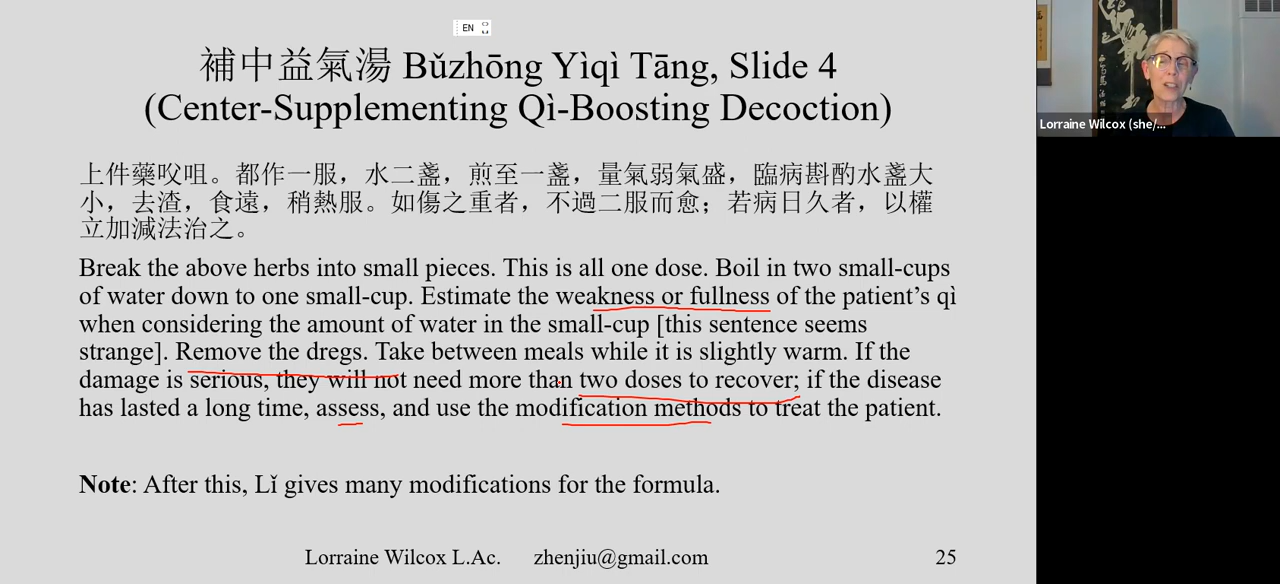 EN
補中益氣湯 Bǔzhōng Yìqì Tāng, Slide 4
(Center-Supplementing Qì-Boosting Decoction)
上件藥㕮咀。都作一服，水二盞，煎至一盞，量氣弱氣盛，臨病斟酌水盞大
小，去渣，食遠，稍熱服。如傷之重者，不過二服而愈；若病日久者，以權
立加減法治之。
Break the above herbs into small pieces. This is all one dose. Boil in two small-cups
of water down to one small-cup. Estimate the weakness or fullness of the patient’s qì
when considering the amount of water in the small-cup [this sentence seems
strange]. Remove the dregs. Take between meals while it is slightly warm. If the
damage is serious, they will not need more than two doses to recover; if the disease
has lasted a long time, assess, and use the modification methods to treat the patient.
Note: After this, Lǐ gives many modifications for the formula.
Lorraine Wilcox L.Ac. zhenjiu@gmail.com 25
Lorraine Wilcox (she/...